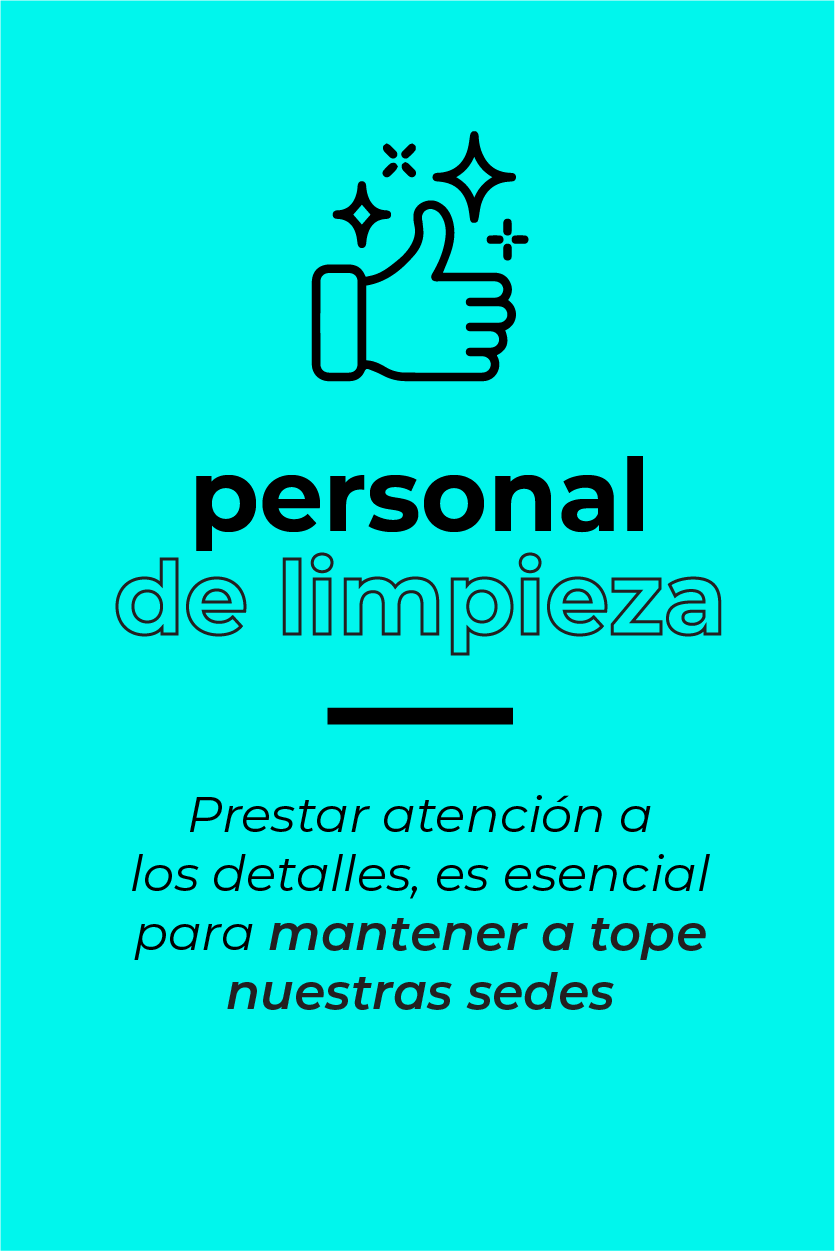 personal
de limpieza
Prestar atención a
los detalles, es esencial
para mantener a tope
nuestras sedes